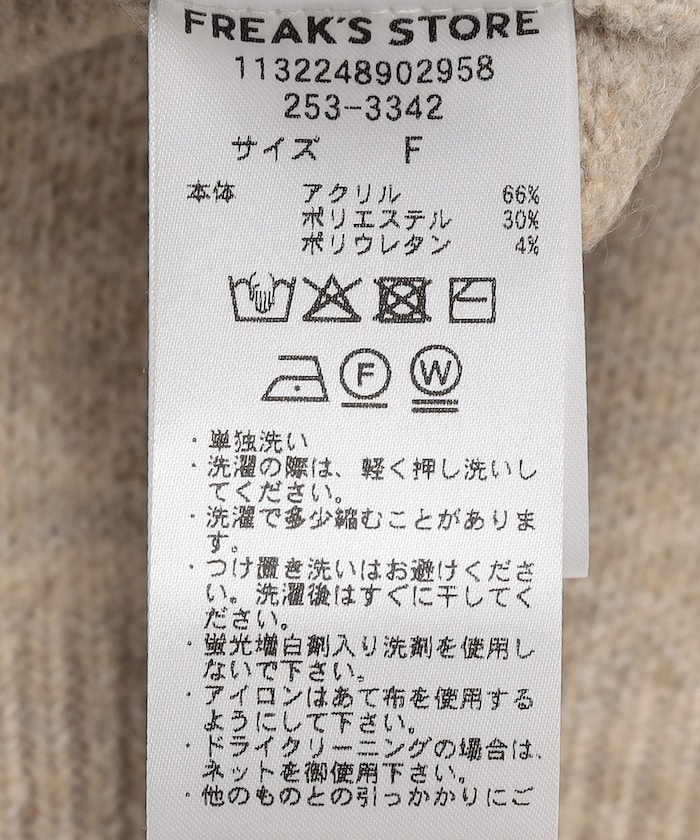 FREAK'S STORE
1132248902958
253-3342
サイズ F
本体 アクリル 66%
ポリエステル 30%
ポリウレタン 4%
F W
・単独洗い
・洗濯の際は、軽く押し洗いし
てください。
・洗濯で多少縮むことがありま
す。
・つけ置き洗いはお避けくださ
い。洗濯後はすぐに干してく
ださい。
・蛍光増白剤入り洗剤を使用し
ないで下さい。
・アイロンはあて布を使用する
ようにして下さい。
・ドライクリーニングの場合は、
ネットを御使用下さい。
・他のものとの引っかかりにご